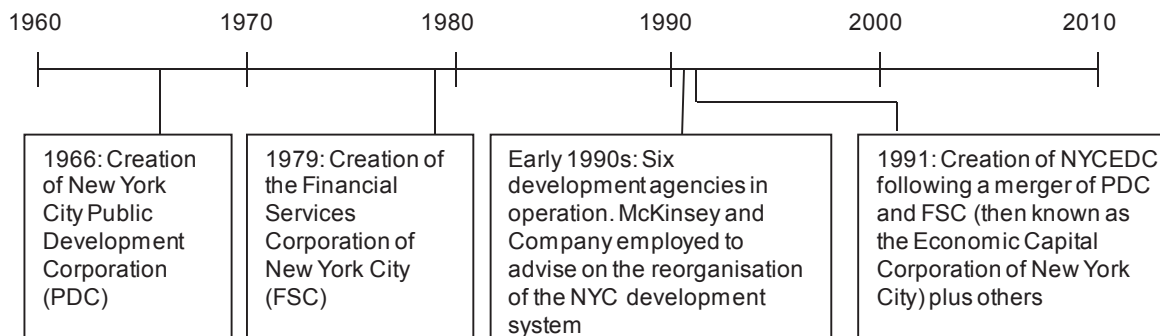 1960 1970 1980 1990 2000 2010
1966: Creation
of New York
City Public
Development
Corporation
(PDC)
1979: Creation of
the Financial
Services
Corporation of
New York City
(FSC)
Early 1990s: Six
development agencies in
operation. McKinsey and
Company employed to
advise on the reorganisation
of the NYC development
system
1991: Creation of NYCEDC
following a merger of PDC
and FSC (then known as
the Economic Capital
Corporation of New York
City) plus others